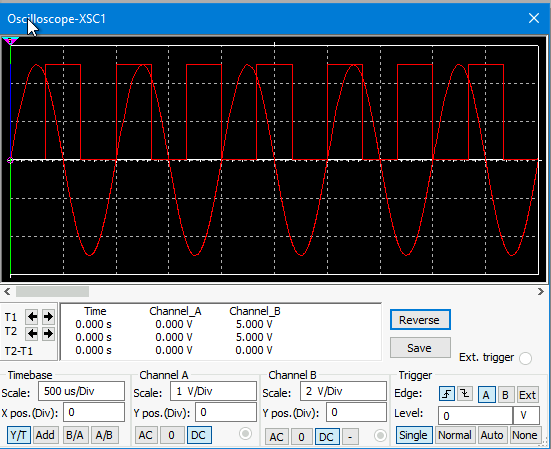 Oscilloscope-XSC1
Time Channel_A Channel_B
T1 0.000 s 0.000 V 5.000 V
T2 0.000 s 0.000 V 5.000 V
T2-T1 0.000 s 0.000 V 0.000 V
Reverse
Save
Ext. trigger
Timebase
Scale: 500 us/Div
X pos.(Div): 0
Y/T Add B/A A/B
Channel A
Scale: 1 V/Div
Y pos.(Div): 0
AC 0 DC
Channel B
Scale: 2 V/Div
Y pos.(Div): 0
AC 0 DC -
Trigger
Edge: A B Ext
Level: 0 V
Single Normal Auto None